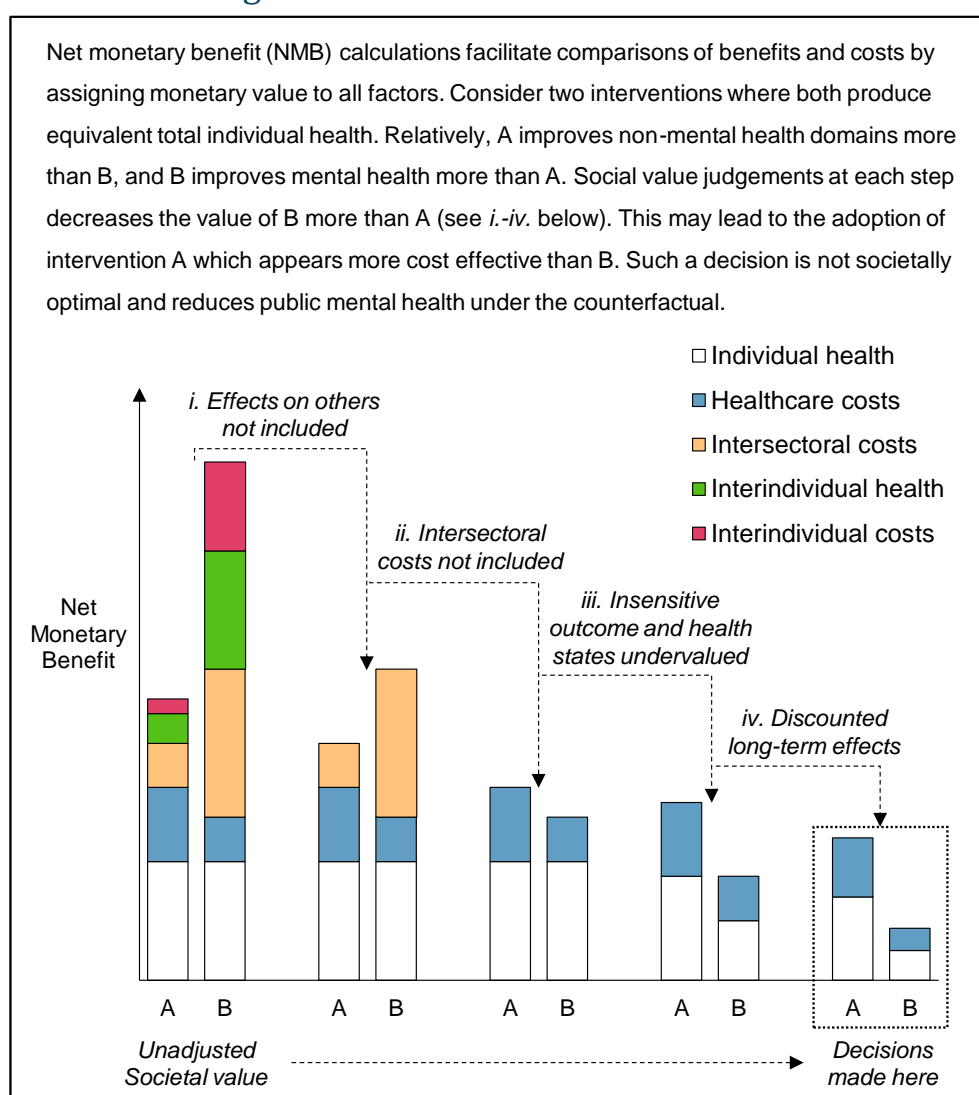 Net monetary benefit (NMB) calculations facilitate comparisons of benefits and costs by
assigning monetary value to all factors. Consider two interventions where both produce
equivalent total individual health. Relatively, A improves non-mental health domains more
than B, and B improves mental health more than A. Social value judgements at each step
decreases the value of B more than A (see i.-iv. below). This may lead to the adoption of
intervention A which appears more cost effective than B. Such a decision is not societally
optimal and reduces public mental health under the counterfactual.
Individual health
Healthcare costs
Intersectoral costs
Interindividual health
Interindividual costs
i. Effects on others
not included
ii. Intersectoral
costs not included
iii. Insensitive
outcome and health
states undervalued
iv. Discounted
long-term effects
Net
Monetary
Benefit
A B A B A B A B A B
Unadjusted
Societal value
Decisions
made here